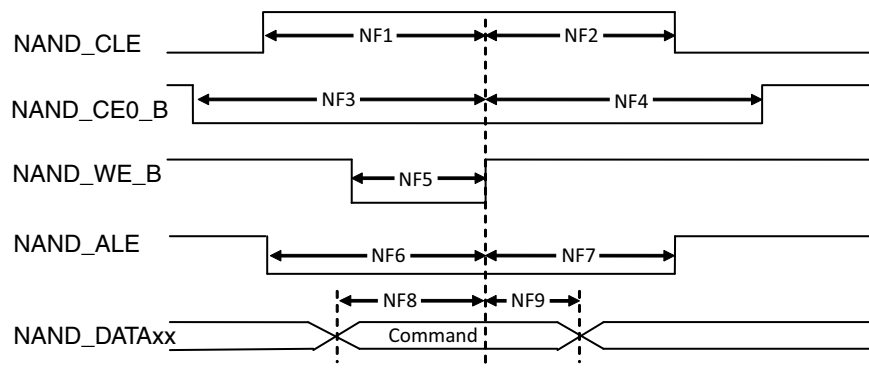 NAND_CLE NF1 NF2
NAND_CE0_B NF3 NF4
NAND_WE_B NF5
NAND_ALE NF6 NF7
NF8 NF9
NAND_DATAxx Command